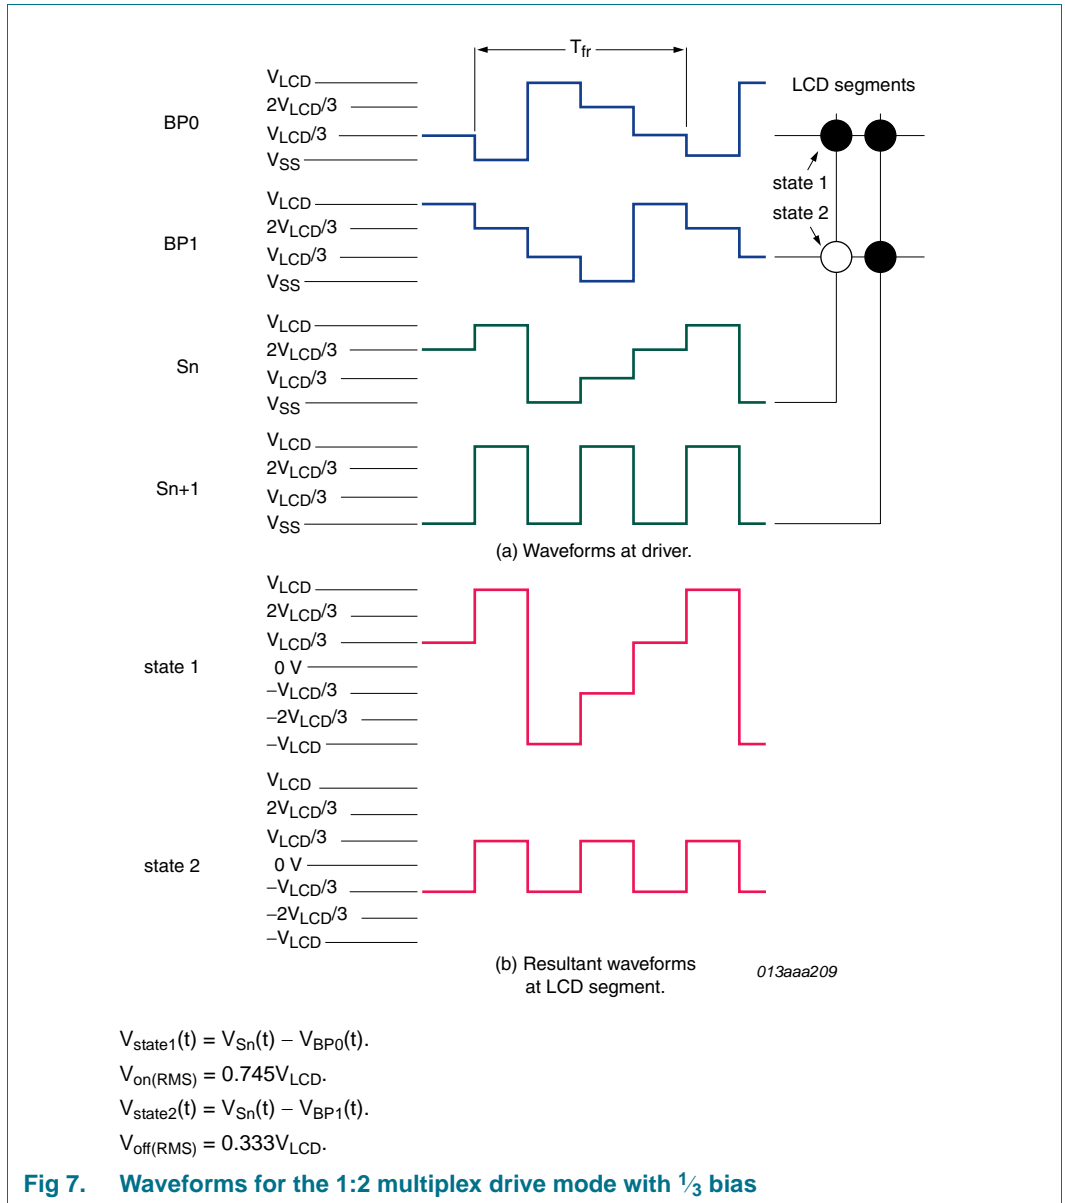 T_fr
LCD segments
BP0
V_LCD
2V_LCD/3
V_LCD/3
V_SS
state 1
state 2
BP1
V_LCD
2V_LCD/3
V_LCD/3
V_SS
Sn
V_LCD
2V_LCD/3
V_LCD/3
V_SS
Sn+1
V_LCD
2V_LCD/3
V_LCD/3
V_SS
(a) Waveforms at driver.
state 1
V_LCD
2V_LCD/3
V_LCD/3
0 V
−V_LCD/3
−2V_LCD/3
−V_LCD
state 2
V_LCD
2V_LCD/3
V_LCD/3
0 V
−V_LCD/3
−2V_LCD/3
−V_LCD
(b) Resultant waveforms
at LCD segment.
013aaa209
V_state1(t) = V_Sn(t) − V_BP0(t).
V_on(RMS) = 0.745V_LCD.
V_state2(t) = V_Sn(t) − V_BP1(t).
V_off(RMS) = 0.333V_LCD.
Fig 7. Waveforms for the 1:2 multiplex drive mode with 1⁄3 bias